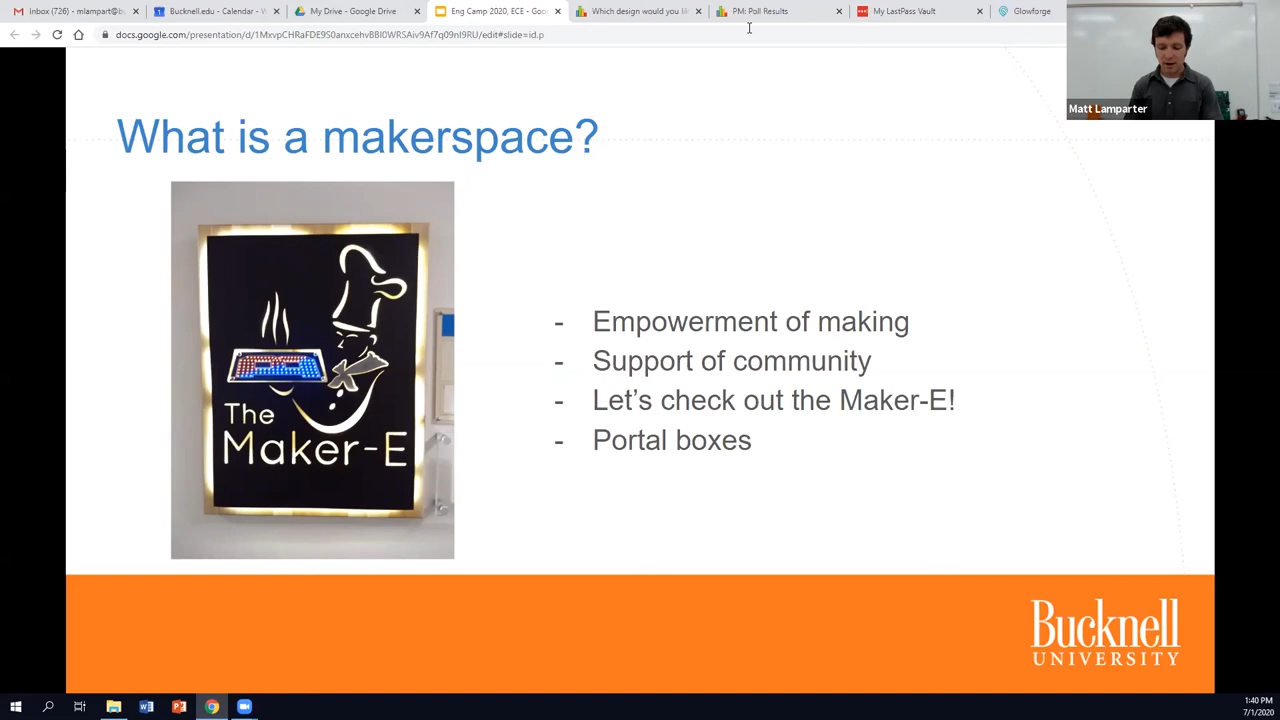 Inbox (726) - mlampart@b
Bucknell.edu - Calendar - W
My Drive - Google Drive
Eng Camp 2020, ECE - Goo
Which design would you li
PM: Poll Results
My LastPass Vault
Glowforge
docs.google.com/presentation/d/1MxvpCHRaFDE9S0anxcehvBBI0WRSAiv9Af7q09nI9RU/edit#slide=id.p
Matt Lamparter
What is a makerspace?
The
Maker-E
- Empowerment of making
- Support of community
- Let's check out the Maker-E!
- Portal boxes
Bucknell
UNIVERSITY
1:40 PM
7/1/2020